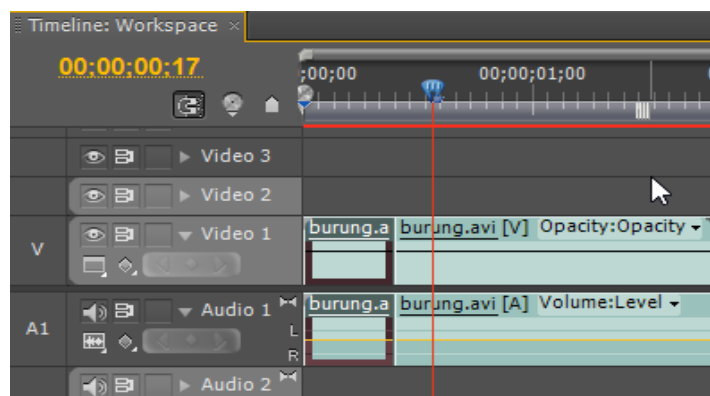 Timeline: Workspace ×
00;00;00;17
;00;00 00;00;01;00
Video 3
Video 2
V Video 1 burung.a burung.avi [V] Opacity:Opacity
A1 Audio 1 burung.a burung.avi [A] Volume:Level
L
R
Audio 2